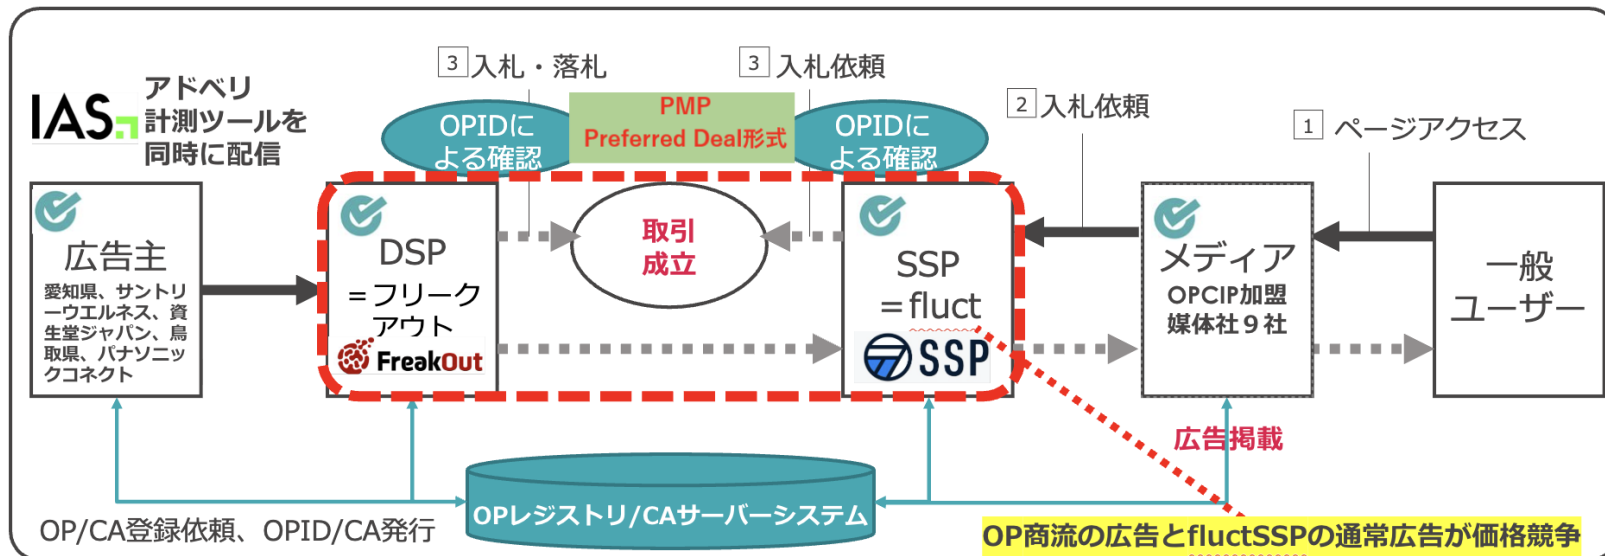 3 入札・落札
3 入札依頼
2 入札依頼
1 ページアクセス
IAS
アドベリ
計測ツールを
同時に配信
OPIDに
よる確認
PMP
Preferred Deal形式
OPIDに
よる確認
広告主
愛知県、サントリ
ーウエルネス、資
生堂ジャパン、鳥
取県、パナソニッ
クコネクト
DSP
＝フリーク
アウト
FreakOut
取引
成立
SSP
＝fluct
SSP
メディア
OPCIP加盟
媒体社９社
一般
ユーザー
広告掲載
OPレジストリ/CAサーバーシステム
OP/CA登録依頼、OPID/CA発行
OP商流の広告とfluctSSPの通常広告が価格競争